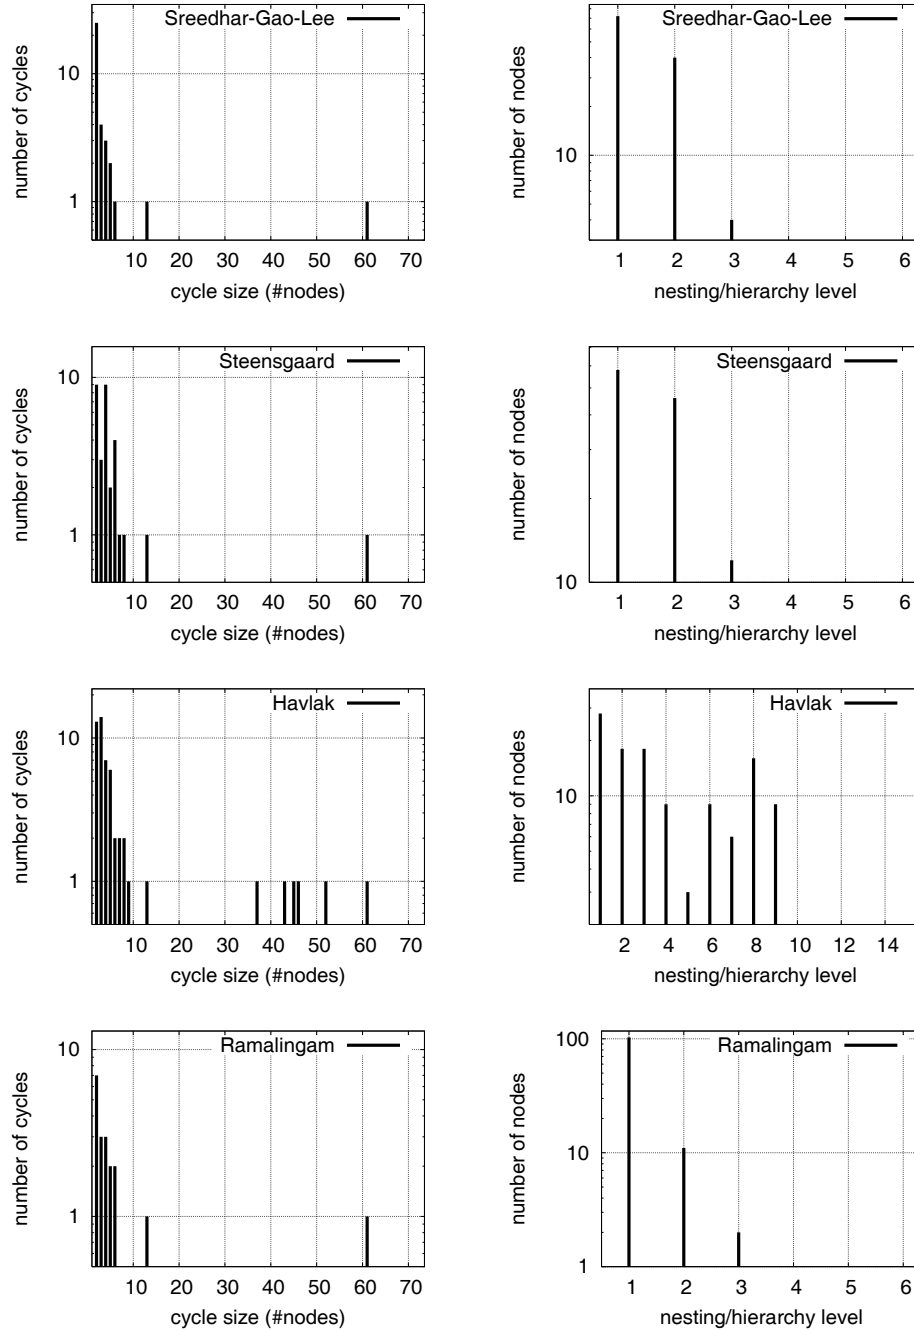 Sreedhar-Gao-Lee
number of cycles
10
1
10 20 30 40 50 60 70
cycle size (#nodes)
Sreedhar-Gao-Lee
number of nodes
10
1 2 3 4 5 6
nesting/hierarchy level
Steensgaard
number of cycles
10
1
10 20 30 40 50 60 70
cycle size (#nodes)
Steensgaard
number of nodes
10
1 2 3 4 5 6
nesting/hierarchy level
Havlak
number of cycles
10
1
10 20 30 40 50 60 70
cycle size (#nodes)
Havlak
number of nodes
10
2 4 6 8 10 12 14
nesting/hierarchy level
Ramalingam
number of cycles
10
1
10 20 30 40 50 60 70
cycle size (#nodes)
Ramalingam
number of nodes
100
10
1
1 2 3 4 5 6
nesting/hierarchy level